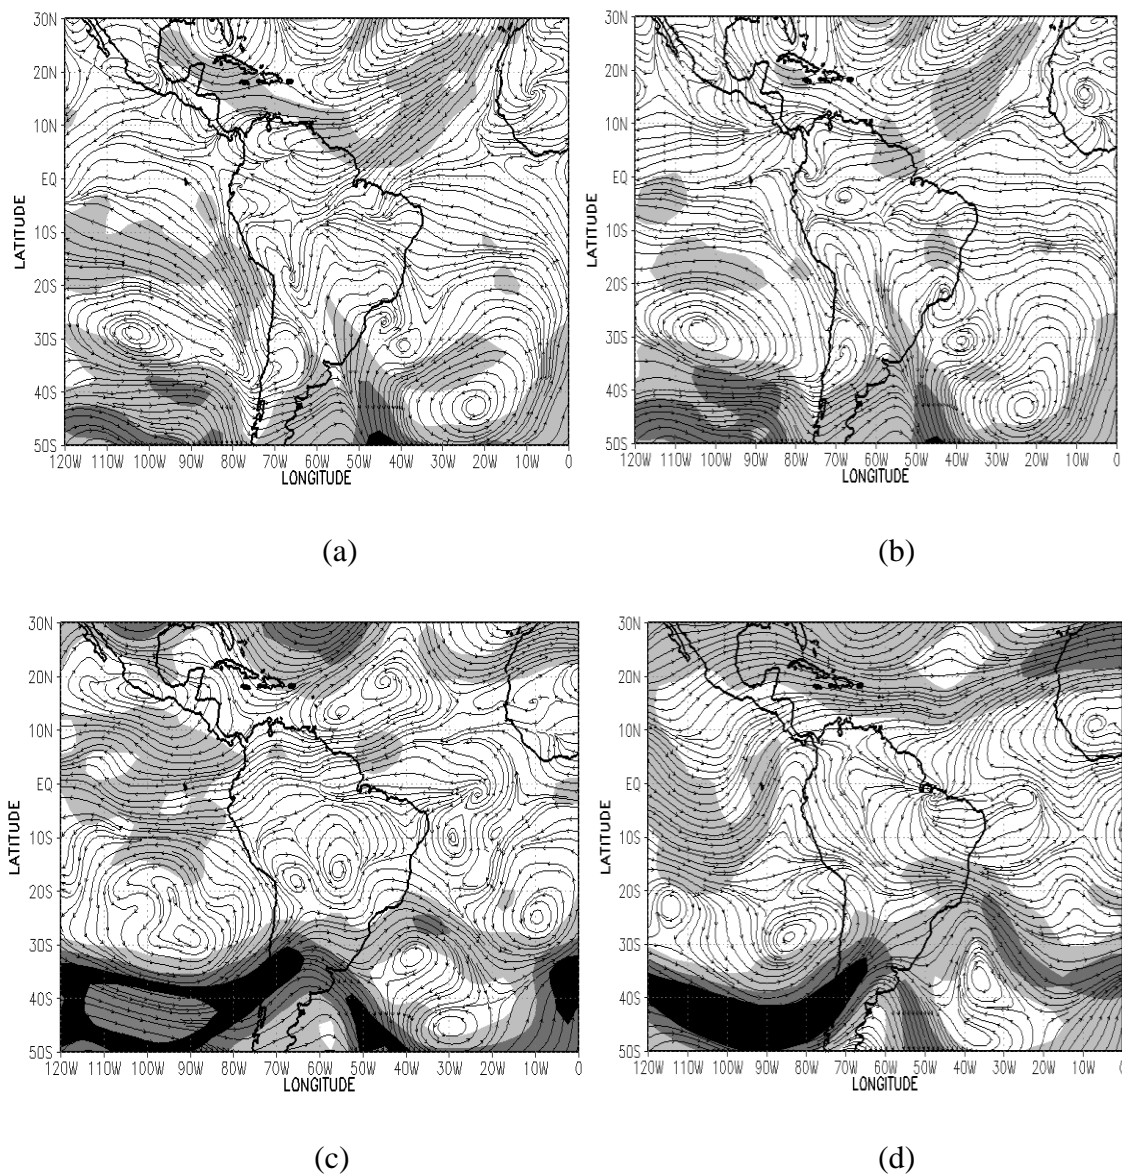 30N 30N
20N 20N
10N 10N
EQ EQ
10S 10S
20S 20S
30S 30S
40S 40S
50S 50S
LATITUDE LATITUDE
120W 110W 100W 90W 80W 70W 60W 50W 40W 30W 20W 10W 0 120W 110W 100W 90W 80W 70W 60W 50W 40W 30W 20W 10W 0
LONGITUDE LONGITUDE
(a) (b)
30N 30N
20N 20N
10N 10N
EQ EQ
10S 10S
20S 20S
30S 30S
40S 40S
50S 50S
LATITUDE LATITUDE
120W 110W 100W 90W 80W 70W 60W 50W 40W 30W 20W 10W 0 120W 110W 100W 90W 80W 70W 60W 50W 40W 30W 20W 10W 0
LONGITUDE LONGITUDE
(c) (d)